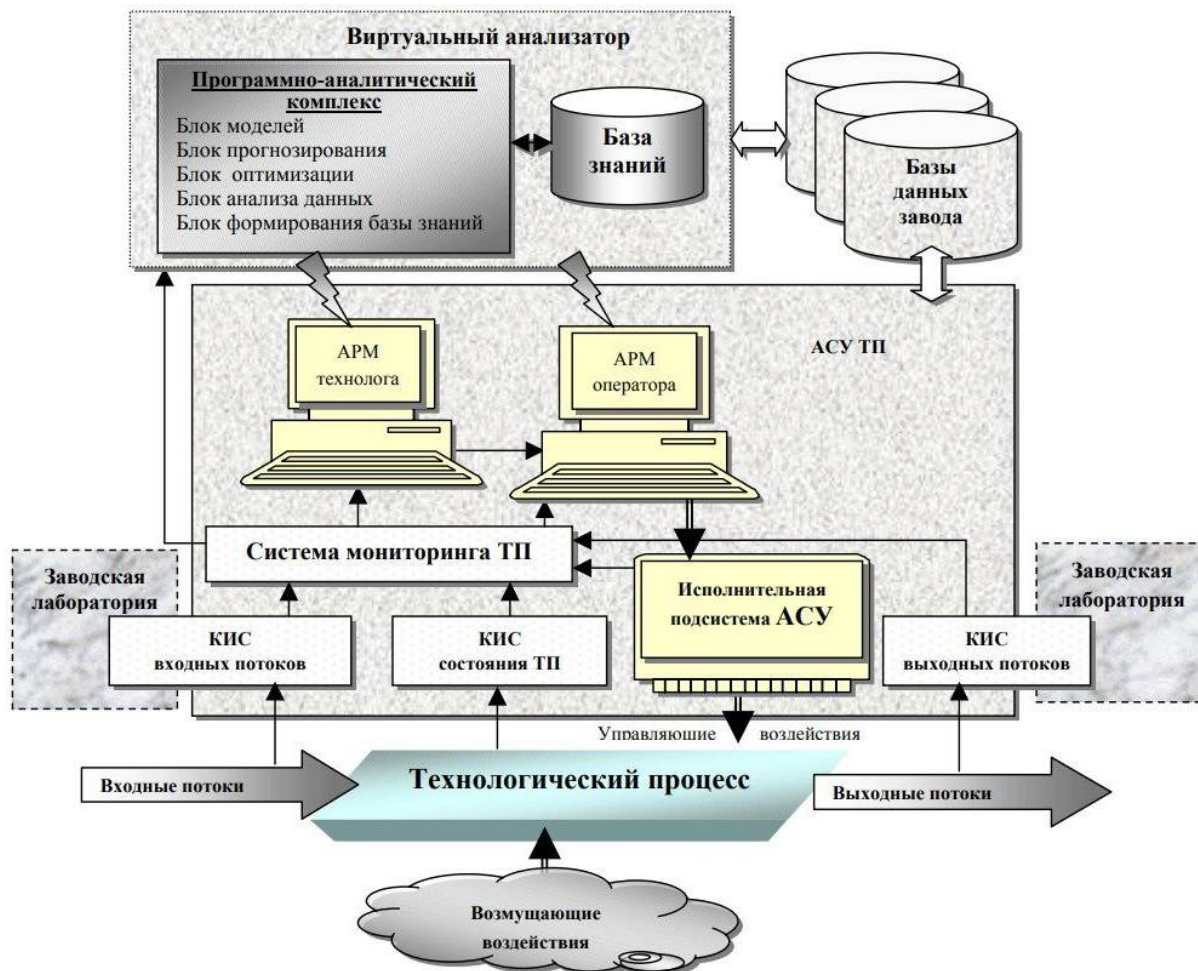 Виртуальный анализатор
Программно-аналитический
комплекс
Блок моделей
Блок прогнозирования
Блок оптимизации
Блок анализа данных
Блок формирования базы знаний
База
знаний
Базы
данных
завода
АСУ ТП
АРМ
технолога
АРМ
оператора
Система мониторинга ТП
Заводская
лаборатория
КИС
входных потоков
КИС
состояния ТП
Исполнительная
подсистема АСУ
КИС
выходных потоков
Заводская
лаборатория
Управляюшие воздействия
Входные потоки
Технологический процесс
Выходные потоки
Возмущающие
воздействия